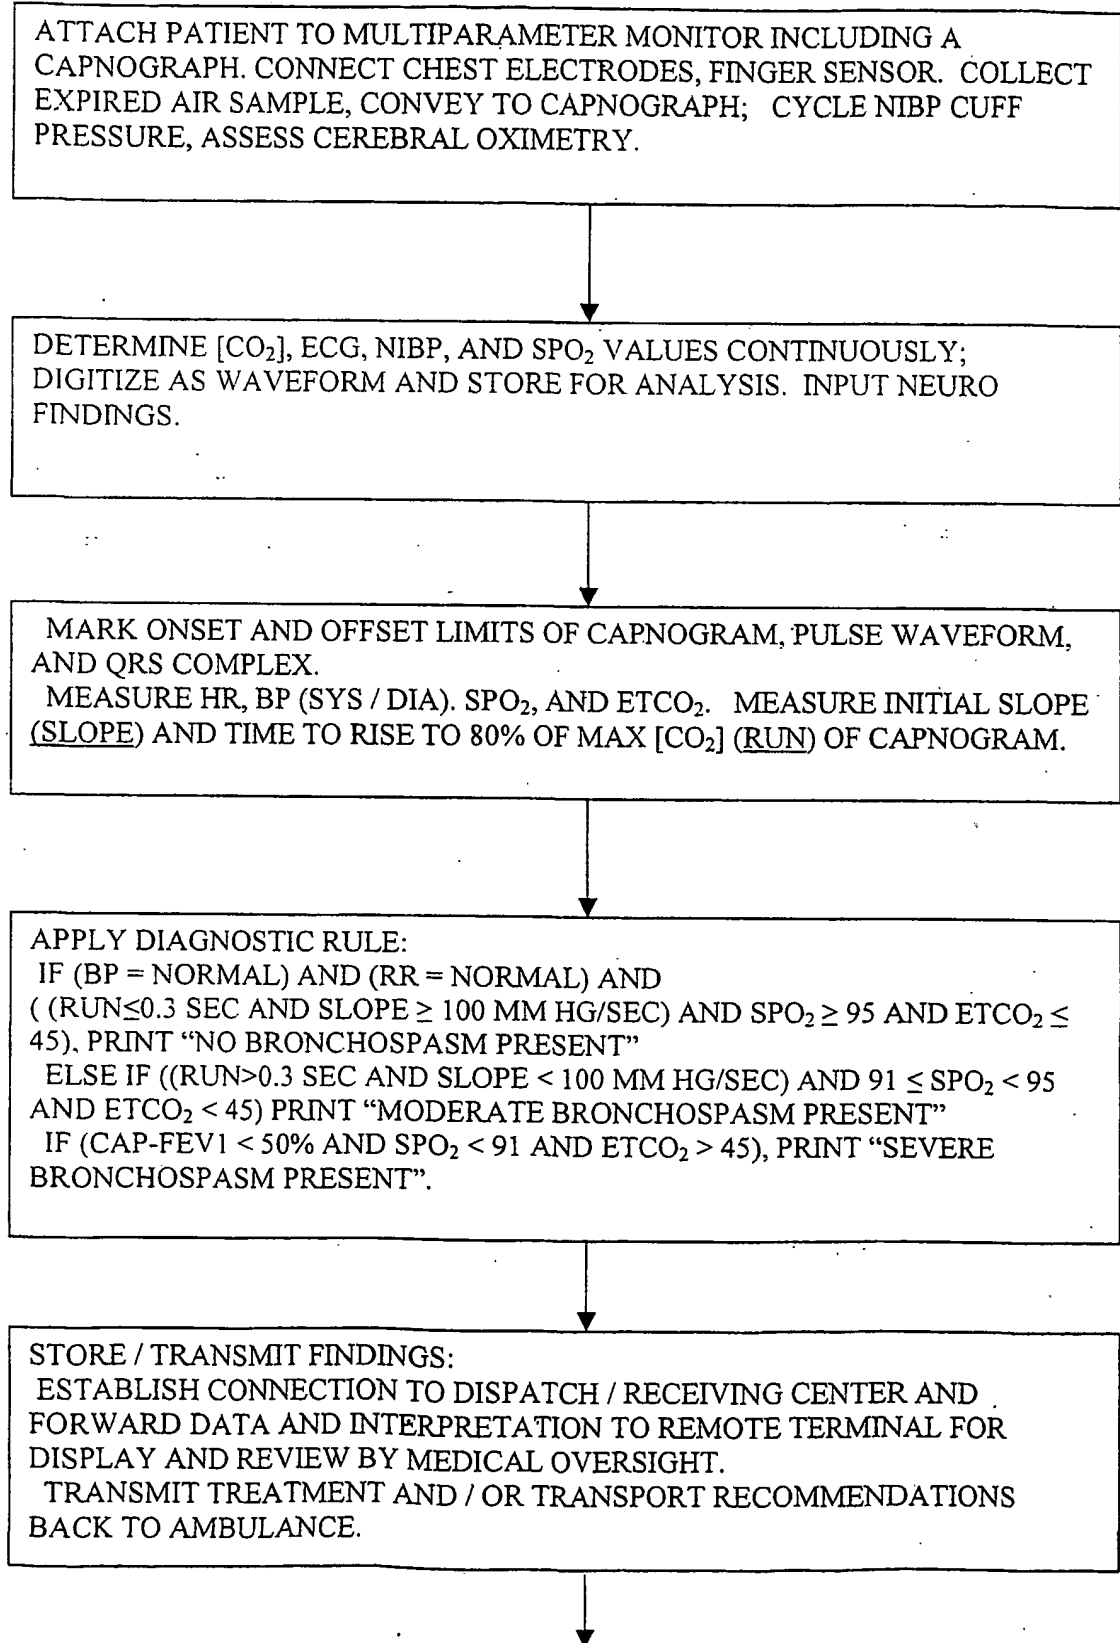 ATTACH PATIENT TO MULTIPARAMETER MONITOR INCLUDING A
CAPNOGRAPH. CONNECT CHEST ELECTRODES, FINGER SENSOR. COLLECT
EXPIRED AIR SAMPLE, CONVEY TO CAPNOGRAPH; CYCLE NIBP CUFF
PRESSURE, ASSESS CEREBRAL OXIMETRY.
DETERMINE [CO₂], ECG, NIBP, AND SPO₂ VALUES CONTINUOUSLY;
DIGITIZE AS WAVEFORM AND STORE FOR ANALYSIS. INPUT NEURO
FINDINGS.
MARK ONSET AND OFFSET LIMITS OF CAPNOGRAM, PULSE WAVEFORM,
AND QRS COMPLEX.
MEASURE HR, BP (SYS / DIA). SPO₂, AND ETCO₂. MEASURE INITIAL SLOPE
(SLOPE) AND TIME TO RISE TO 80% OF MAX [CO₂] (RUN) OF CAPNOGRAM.
APPLY DIAGNOSTIC RULE:
IF (BP = NORMAL) AND (RR = NORMAL) AND
( (RUN≤0.3 SEC AND SLOPE ≥ 100 MM HG/SEC) AND SPO₂ ≥ 95 AND ETCO₂ ≤
45), PRINT “NO BRONCHOSPASM PRESENT”
ELSE IF ((RUN>0.3 SEC AND SLOPE < 100 MM HG/SEC) AND 91 ≤ SPO₂ < 95
AND ETCO₂ < 45) PRINT “MODERATE BRONCHOSPASM PRESENT”
IF (CAP-FEV1 < 50% AND SPO₂ < 91 AND ETCO₂ > 45), PRINT “SEVERE
BRONCHOSPASM PRESENT”.
STORE / TRANSMIT FINDINGS:
ESTABLISH CONNECTION TO DISPATCH / RECEIVING CENTER AND
FORWARD DATA AND INTERPRETATION TO REMOTE TERMINAL FOR
DISPLAY AND REVIEW BY MEDICAL OVERSIGHT.
TRANSMIT TREATMENT AND / OR TRANSPORT RECOMMENDATIONS
BACK TO AMBULANCE.